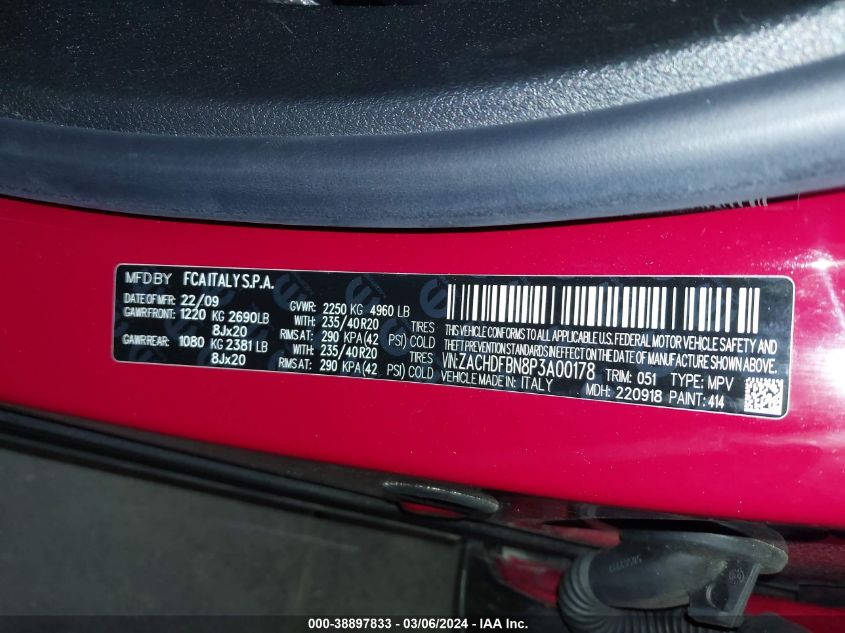 MFD BY FCA ITALY S.P.A.
DATE OF MFR: 22/09 GVWR: 2250 KG 4960 LB
GAWR FRONT: 1220 KG 2690LB WITH: 235/40R20 TIRES
8Jx20 RIMS AT: 290 KPA (42 PSI) COLD
GAWR REAR: 1080 KG 2381 LB WITH: 235/40R20 TIRES
8Jx20 RIMS AT: 290 KPA (42 PSI) COLD
THIS VEHICLE CONFORMS TO ALL APPLICABLE U.S. FEDERAL MOTOR VEHICLE SAFETY AND
THEFT PREVENTION STANDARDS IN EFFECT ON THE DATE OF MANUFACTURE SHOWN ABOVE.
VIN: ZACHDFBN8P3A00178 TRIM: 051 TYPE: MPV
VEHICLE MADE IN: ITALY MDH: 220918 PAINT: 414
000-38897833 - 03/06/2024 - IAA Inc.